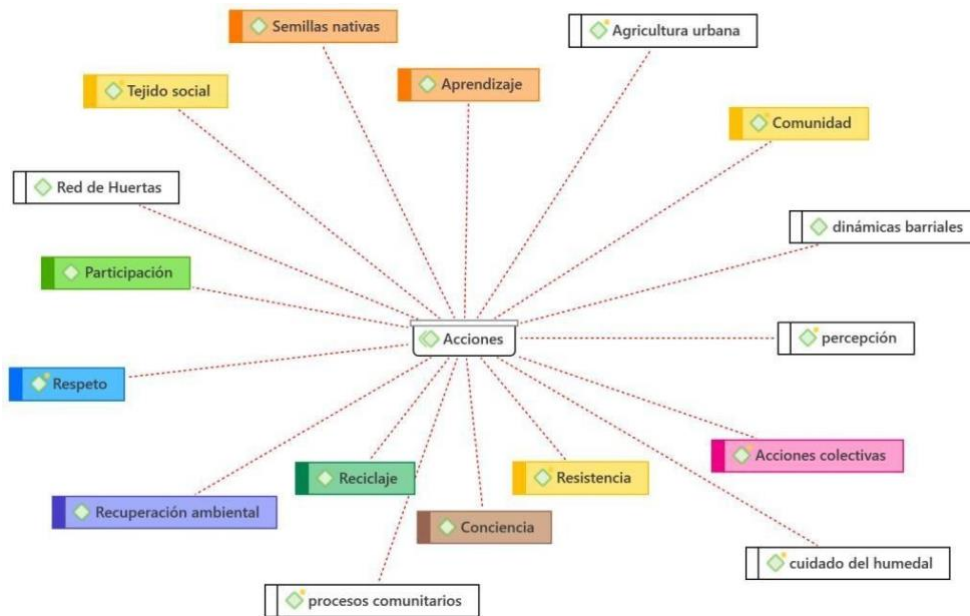 Semillas nativas
Agricultura urbana
Tejido social
Aprendizaje
Comunidad
Red de Huertas
dinámicas barriales
Participación
Acciones
percepción
Respeto
Acciones colectivas
Reciclaje
Resistencia
Recuperación ambiental
Conciencia
cuidado del humedal
procesos comunitarios